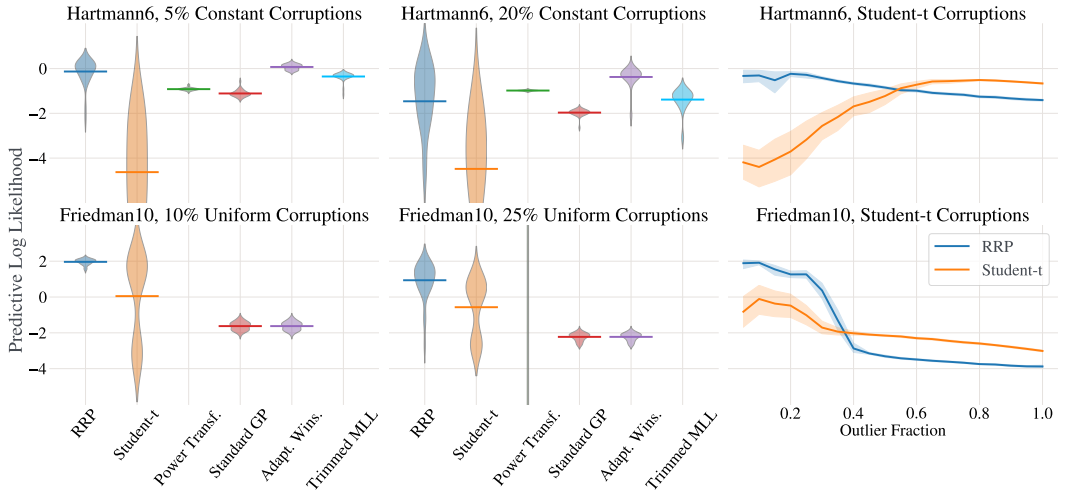 Hartmann6, 5% Constant Corruptions
Hartmann6, 20% Constant Corruptions
Hartmann6, Student-t Corruptions
0
−2
−4
Predictive Log Likelihood
Friedman10, 10% Uniform Corruptions
Friedman10, 25% Uniform Corruptions
Friedman10, Student-t Corruptions
2
0
−2
−4
RRP
Student-t
RRP
Student-t
Power Transf.
Standard GP
Adapt. Wins.
Trimmed MLL
RRP
Student-t
Power Transf.
Standard GP
Adapt. Wins.
Trimmed MLL
0.2 0.4 0.6 0.8 1.0
Outlier Fraction